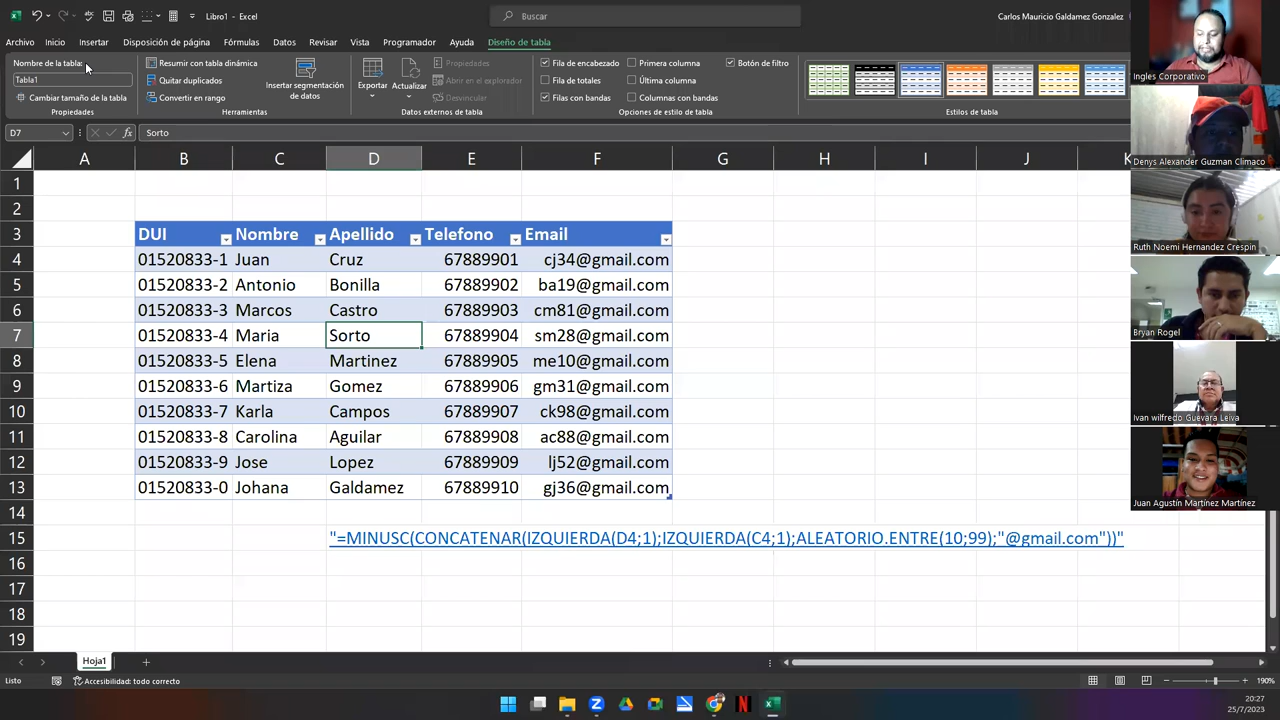 Libro1 - Excel
Buscar
Carlos Mauricio Galdamez Gonzalez
Archivo Inicio Insertar Disposición de página Fórmulas Datos Revisar Vista Programador Ayuda Diseño de tabla
Nombre de la tabla:
Tabla1
Cambiar tamaño de la tabla
Propiedades
Resumir con tabla dinámica
Quitar duplicados
Convertir en rango
Insertar segmentación de datos
Herramientas
Exportar
Actualizar
Propiedades
Abrir en el explorador
Desvincular
Datos externos de tabla
Fila de encabezado
Fila de totales
Filas con bandas
Primera columna
Última columna
Columnas con bandas
Botón de filtro
Opciones de estilo de tabla
Estilos de tabla
D7
fx
Sorto
A B C D E F G H I J K
1
2
3 DUI Nombre Apellido Telefono Email
4 01520833-1 Juan Cruz 67889901 cj34@gmail.com
5 01520833-2 Antonio Bonilla 67889902 ba19@gmail.com
6 01520833-3 Marcos Castro 67889903 cm81@gmail.com
7 01520833-4 Maria Sorto 67889904 sm28@gmail.com
8 01520833-5 Elena Martinez 67889905 me10@gmail.com
9 01520833-6 Martiza Gomez 67889906 gm31@gmail.com
10 01520833-7 Karla Campos 67889907 ck98@gmail.com
11 01520833-8 Carolina Aguilar 67889908 ac88@gmail.com
12 01520833-9 Jose Lopez 67889909 lj52@gmail.com
13 01520833-0 Johana Galdamez 67889910 gj36@gmail.com
14
15 "=MINUSC(CONCATENAR(IZQUIERDA(D4;1);IZQUIERDA(C4;1);ALEATORIO.ENTRE(10;99);"@gmail.com"))"
16
17
18
19
Hoja1
Listo
Accesibilidad: todo correcto
190%
20:27
25/7/2023
Ingles Corporativo
Denys Alexander Guzman Climaco
Ruth Noemi Hernandez Crespin
Bryan Rogel
Ivan wilfredo Guevara Leiva
Juan Agustín Martínez Martínez